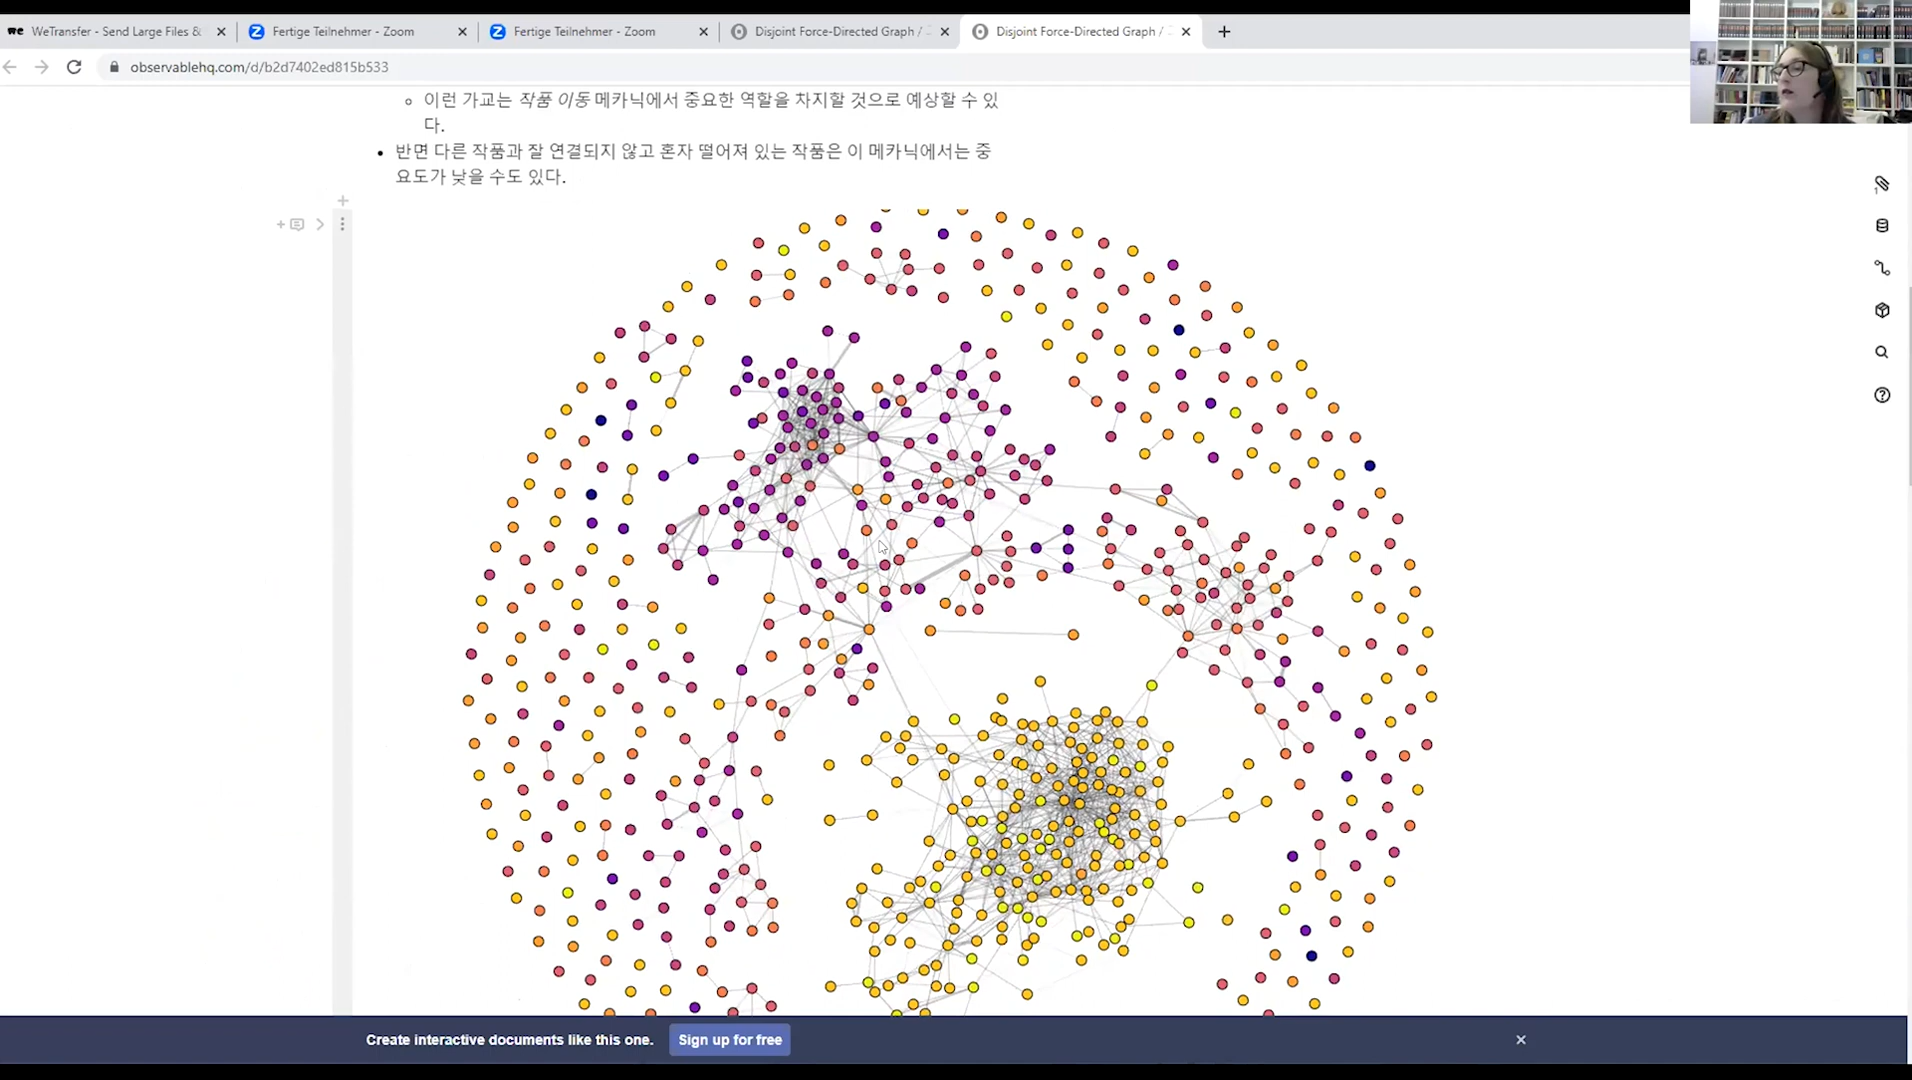 WeTransfer - Send Large Files &
Fertige Teilnehmer - Zoom
Fertige Teilnehmer - Zoom
Disjoint Force-Directed Graph /
Disjoint Force-Directed Graph /
observablehq.com/d/b2d7402ed815b533
이런 가교는 작품 이동 메카닉에서 중요한 역할을 차지할 것으로 예상할 수 있
다.
반면 다른 작품과 잘 연결되지 않고 혼자 떨어져 있는 작품은 이 메카닉에서는 중
요도가 낮을 수도 있다.
Create interactive documents like this one. Sign up for free